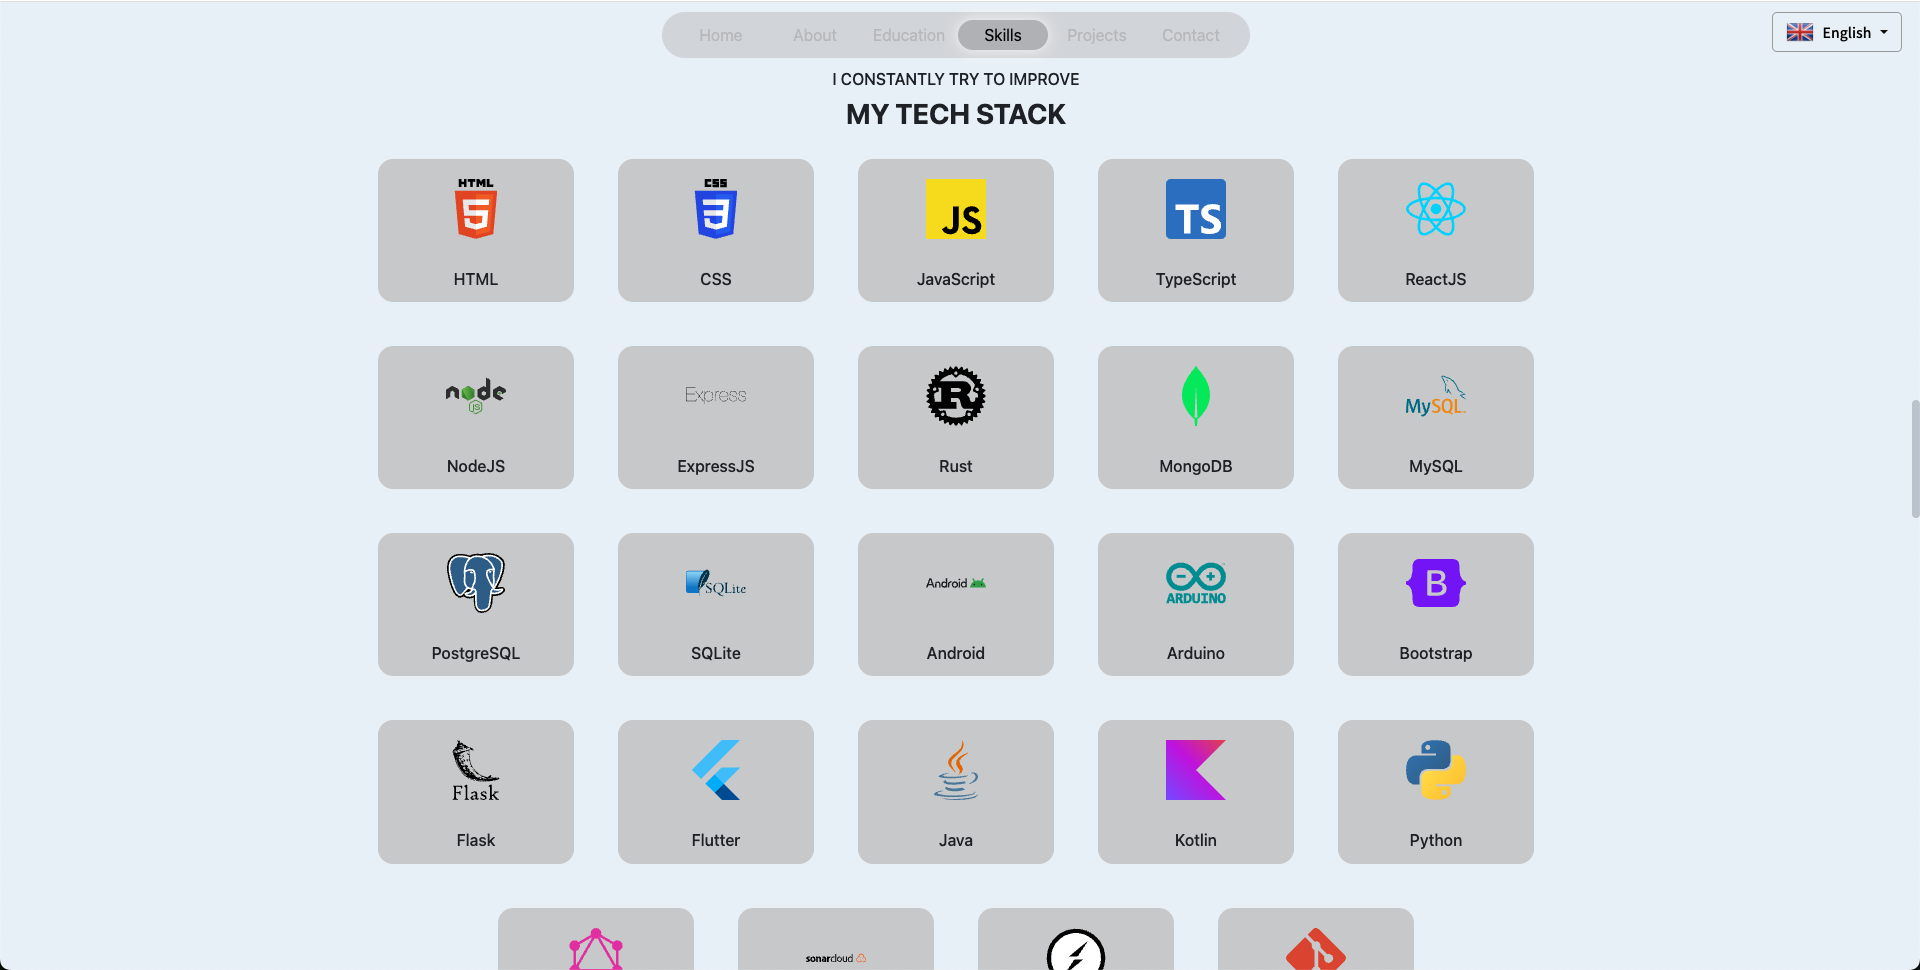 Home About Education Skills Projects Contact
English
I CONSTANTLY TRY TO IMPROVE
MY TECH STACK
HTML
5
HTML
CSS
3
CSS
JS
JavaScript
TS
TypeScript
ReactJS
node
JS
NodeJS
Express
ExpressJS
R
Rust
MongoDB
MySQL
MySQL
PostgreSQL
SQLite
SQLite
Android
Android
ARDUINO
Arduino
B
Bootstrap
Flask
Flask
Flutter
Java
Kotlin
Python
sonarcloud